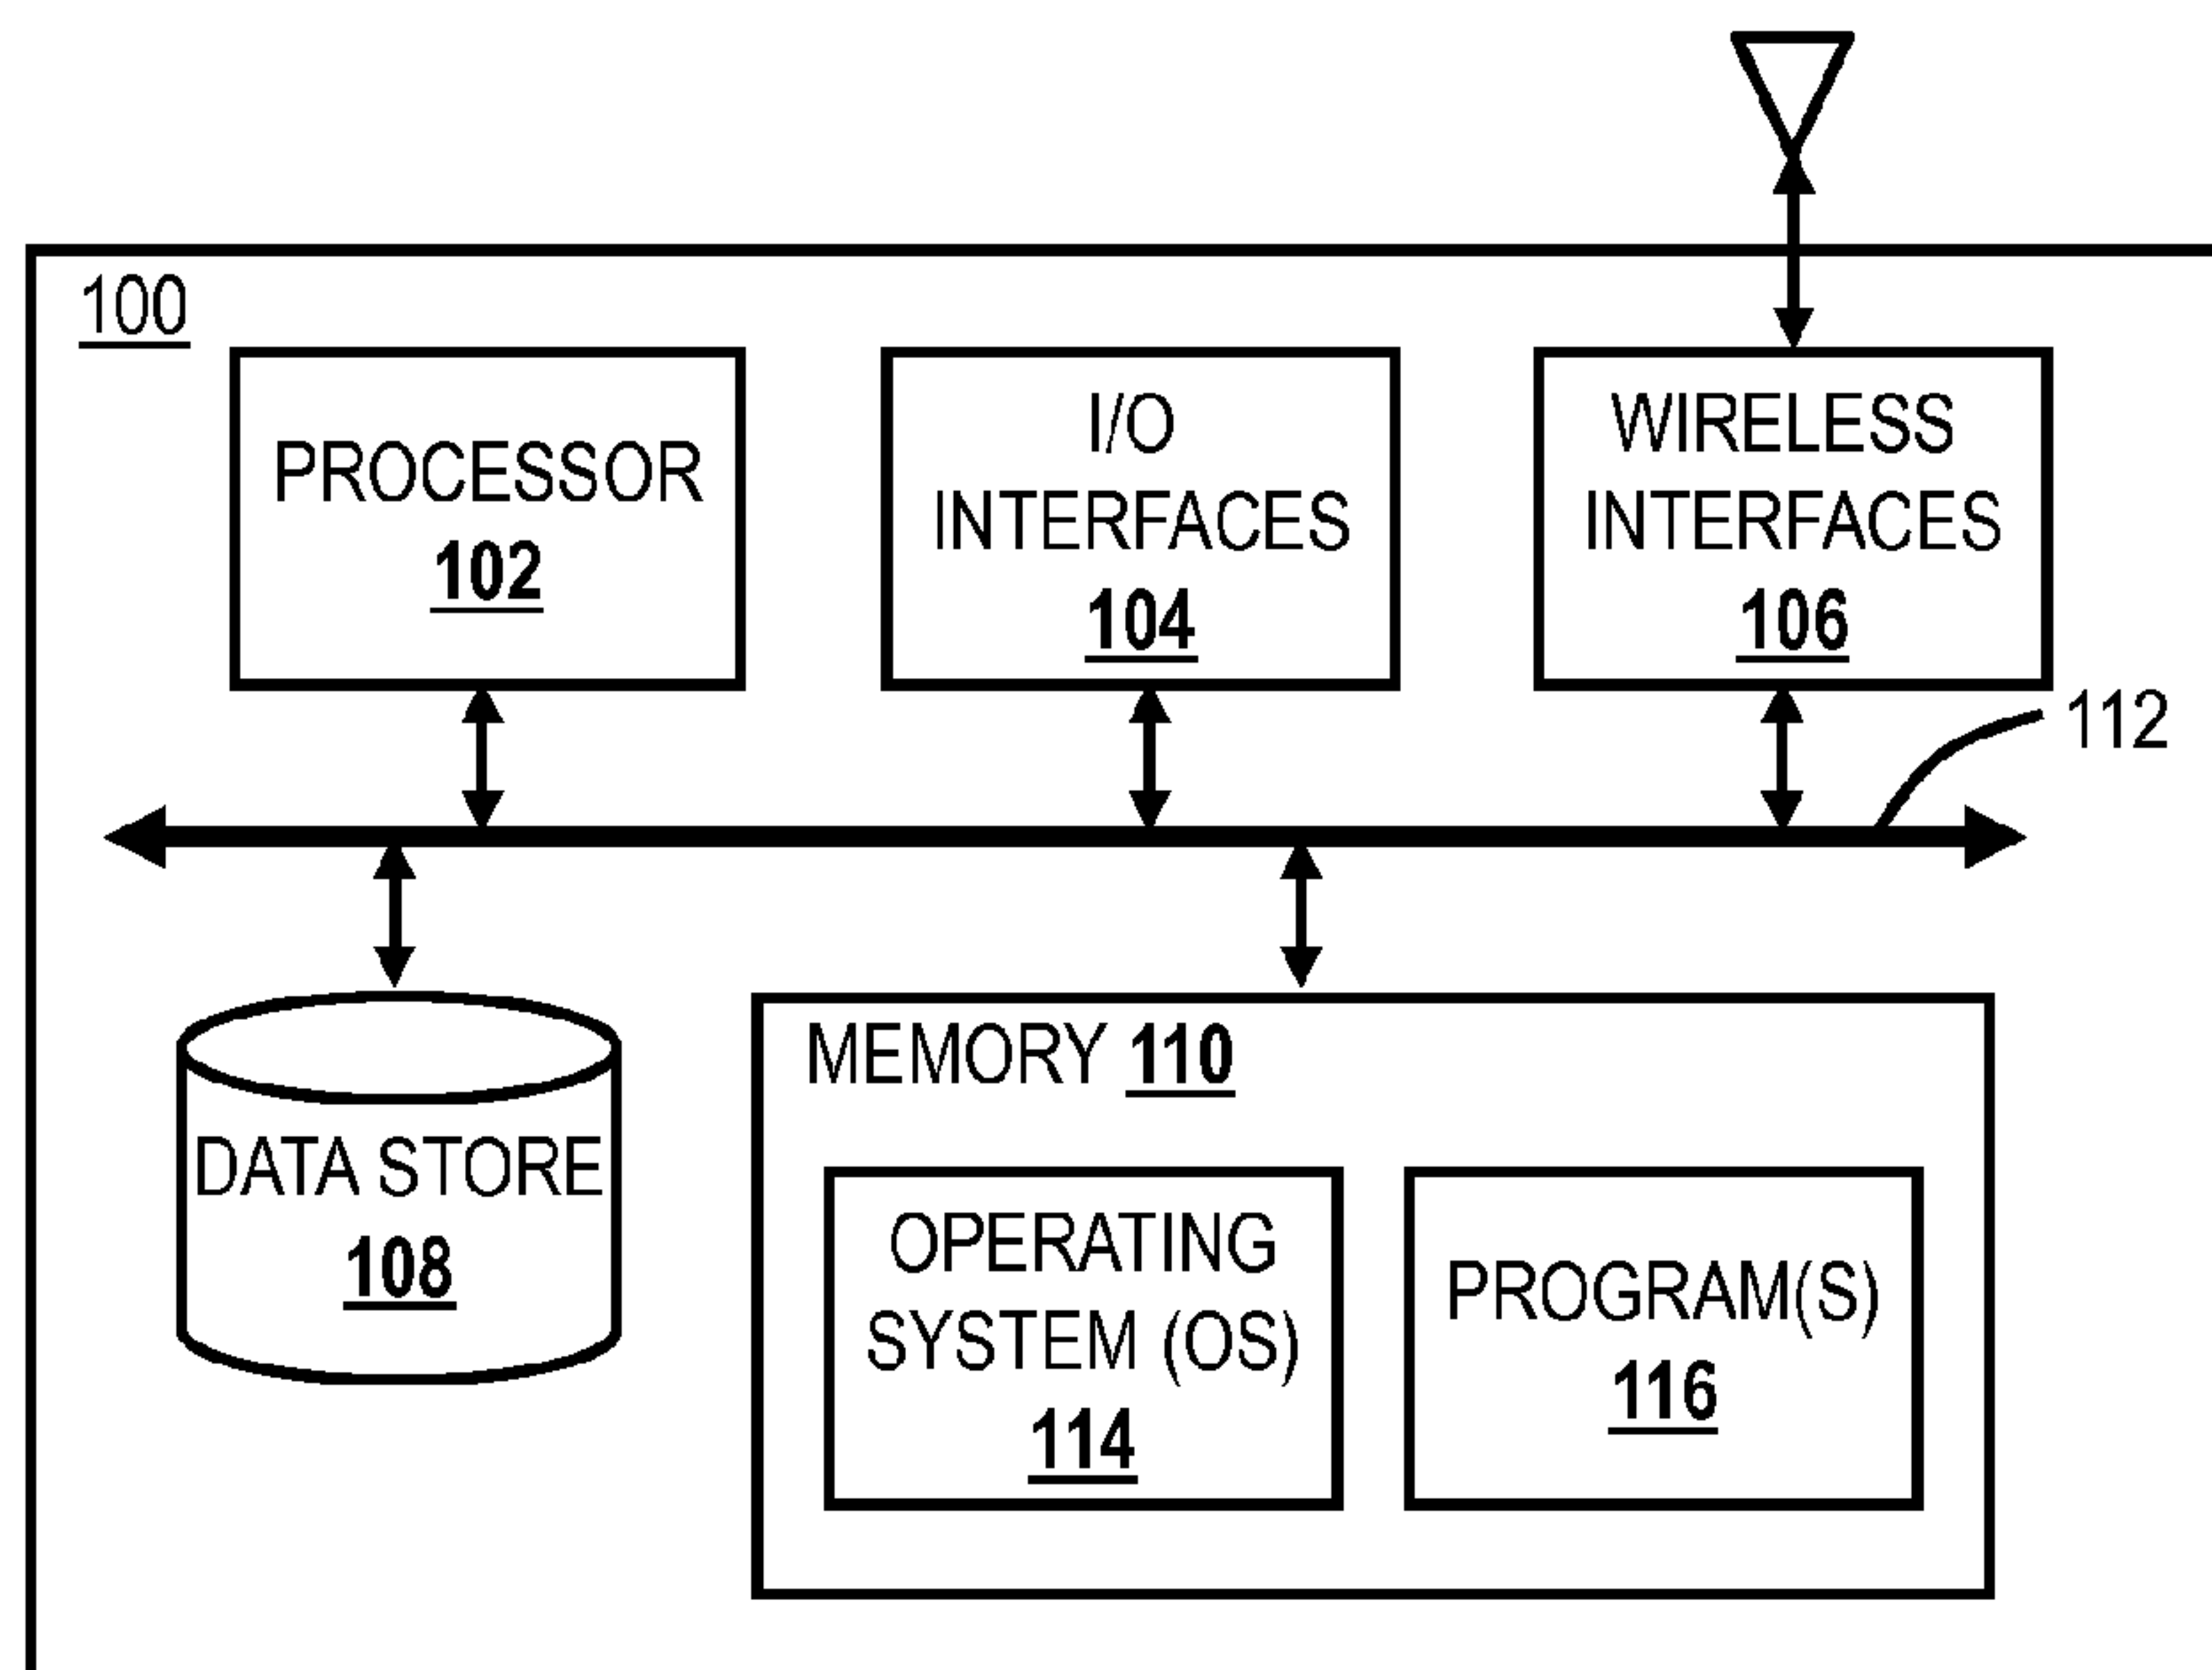 100
PROCESSOR
102
I/O
INTERFACES
104
WIRELESS
INTERFACES
106
112
DATA STORE
108
MEMORY 110
OPERATING
SYSTEM (OS)
114
PROGRAM(S)
116